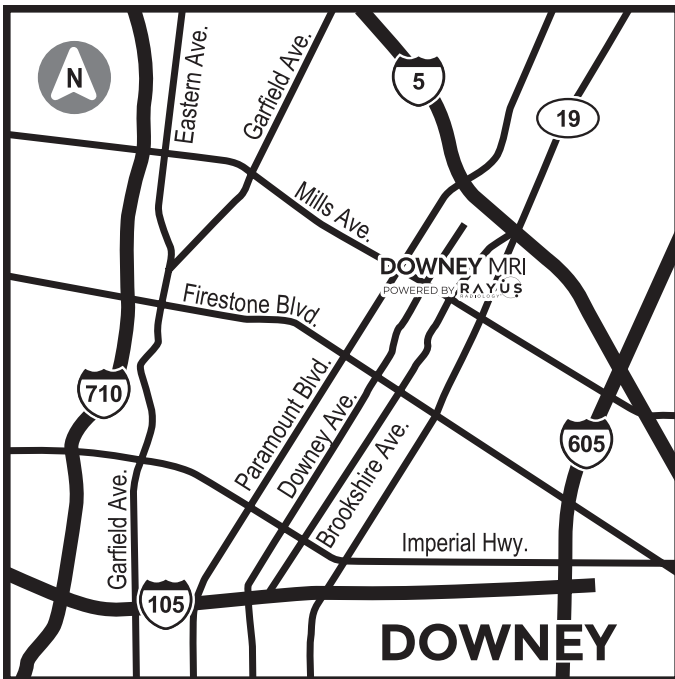 N
Eastern Ave.
Garfield Ave.
5
19
Mills Ave.
DOWNEY MRI
POWERED BY RAYUS
RADIOLOGY
Firestone Blvd.
710
Paramount Blvd.
Downey Ave.
Brookshire Ave.
605
Garfield Ave.
Imperial Hwy.
105
DOWNEY